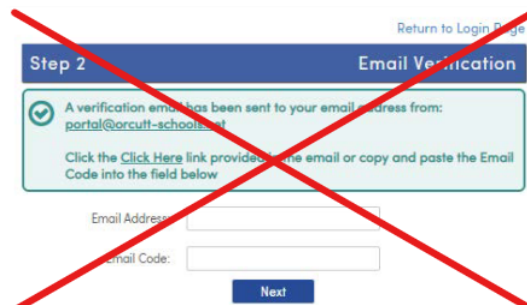 Return to Login Page
Step 2
Email Verification
A verification email has been sent to your email address from:
portal@orcutt-schools.net
Click the Click Here link provided in the email or copy and paste the Email
Code into the field below
Email Address:
Email Code:
Next